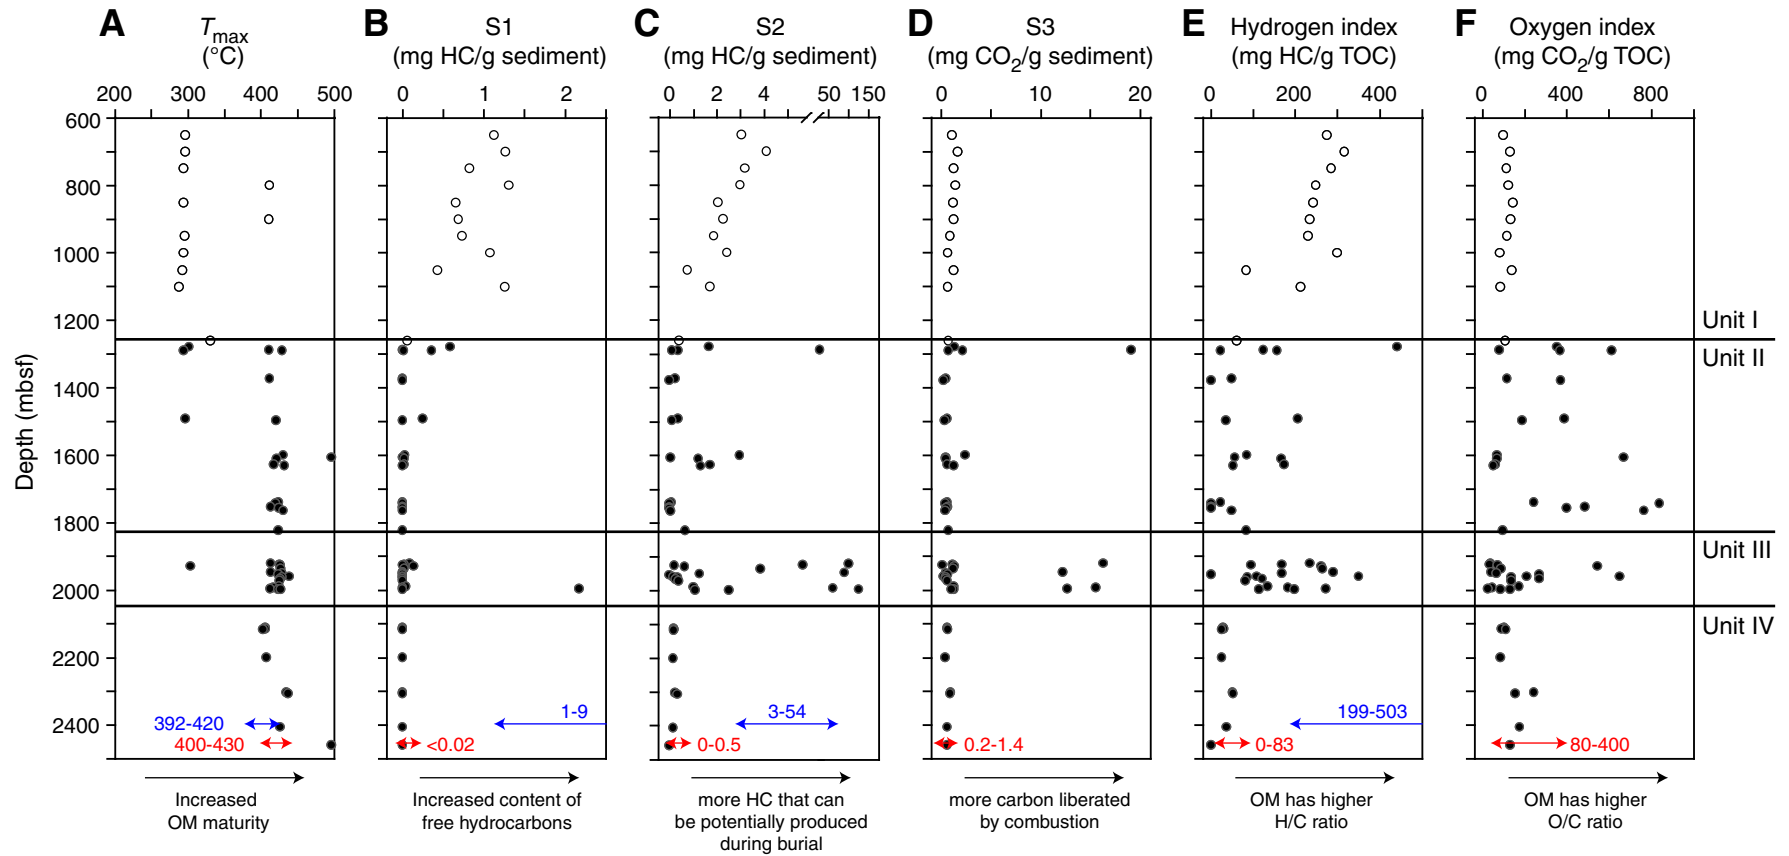 A
T max
(°C)
200 300 400 500
B
S1
(mg HC/g sediment)
0 1 2
C
S2
(mg HC/g sediment)
0 2 4 50 150
D
S3
(mg CO2/g sediment)
0 10 20
E
Hydrogen index
(mg HC/g TOC)
0 200 400
F
Oxygen index
(mg CO2/g TOC)
0 400 800
Depth (mbsf)
600
800
1000
1200
1400
1600
1800
2000
2200
2400
Unit I
Unit II
Unit III
Unit IV
392-420
400-430
1-9
<0.02
3-54
0-0.5
0.2-1.4
199-503
0-83
80-400
Increased
OM maturity
Increased content of
free hydrocarbons
more HC that can
be potentially produced
during burial
more carbon liberated
by combustion
OM has higher
H/C ratio
OM has higher
O/C ratio